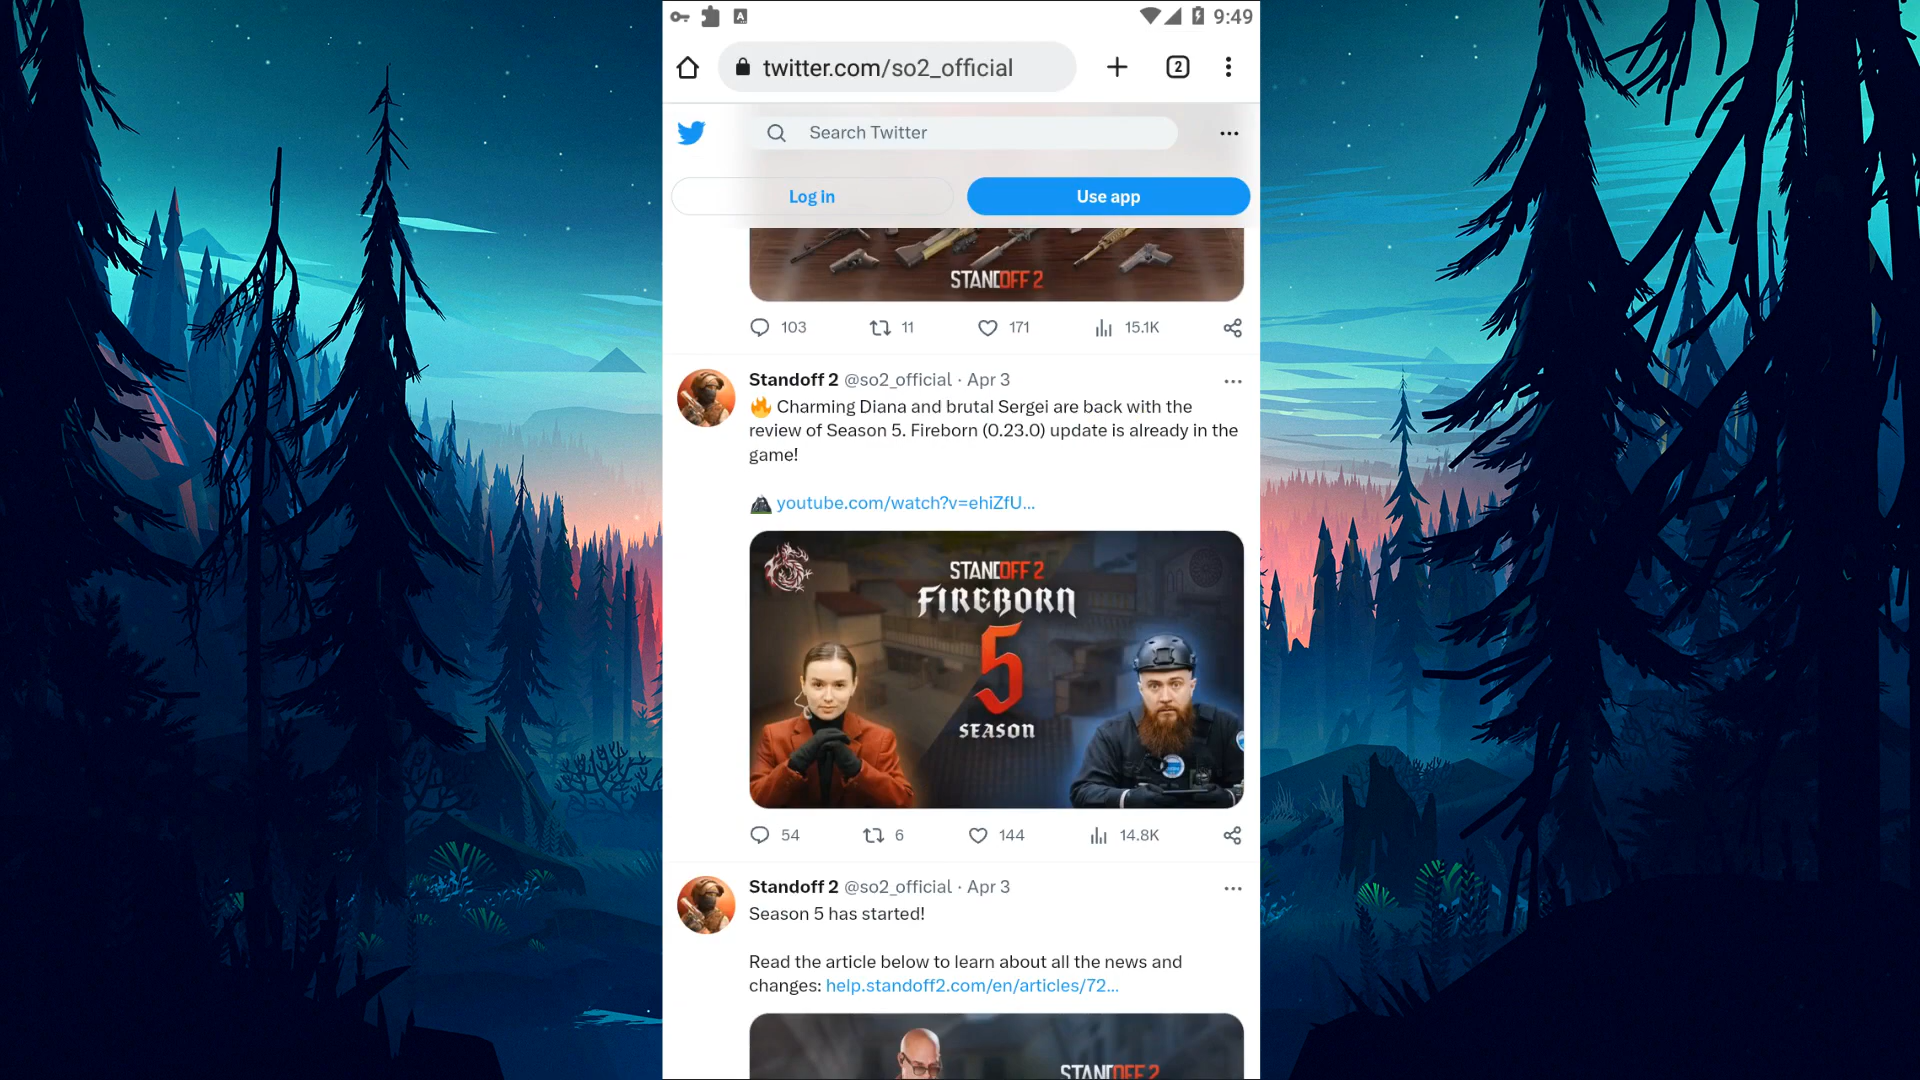 9:49
twitter.com/so2_official
2
Search Twitter
Log in
Use app
STANDOFF 2
103 11 171 15.1K
Standoff 2 @so2_official · Apr 3
🔥 Charming Diana and brutal Sergei are back with the
review of Season 5. Fireborn (0.23.0) update is already in the
game!
youtube.com/watch?v=ehiZfU...
STANDOFF 2
FIREBORN
5
SEASON
54 6 144 14.8K
Standoff 2 @so2_official · Apr 3
Season 5 has started!
Read the article below to learn about all the news and
changes: help.standoff2.com/en/articles/72...
STANDOFF 2